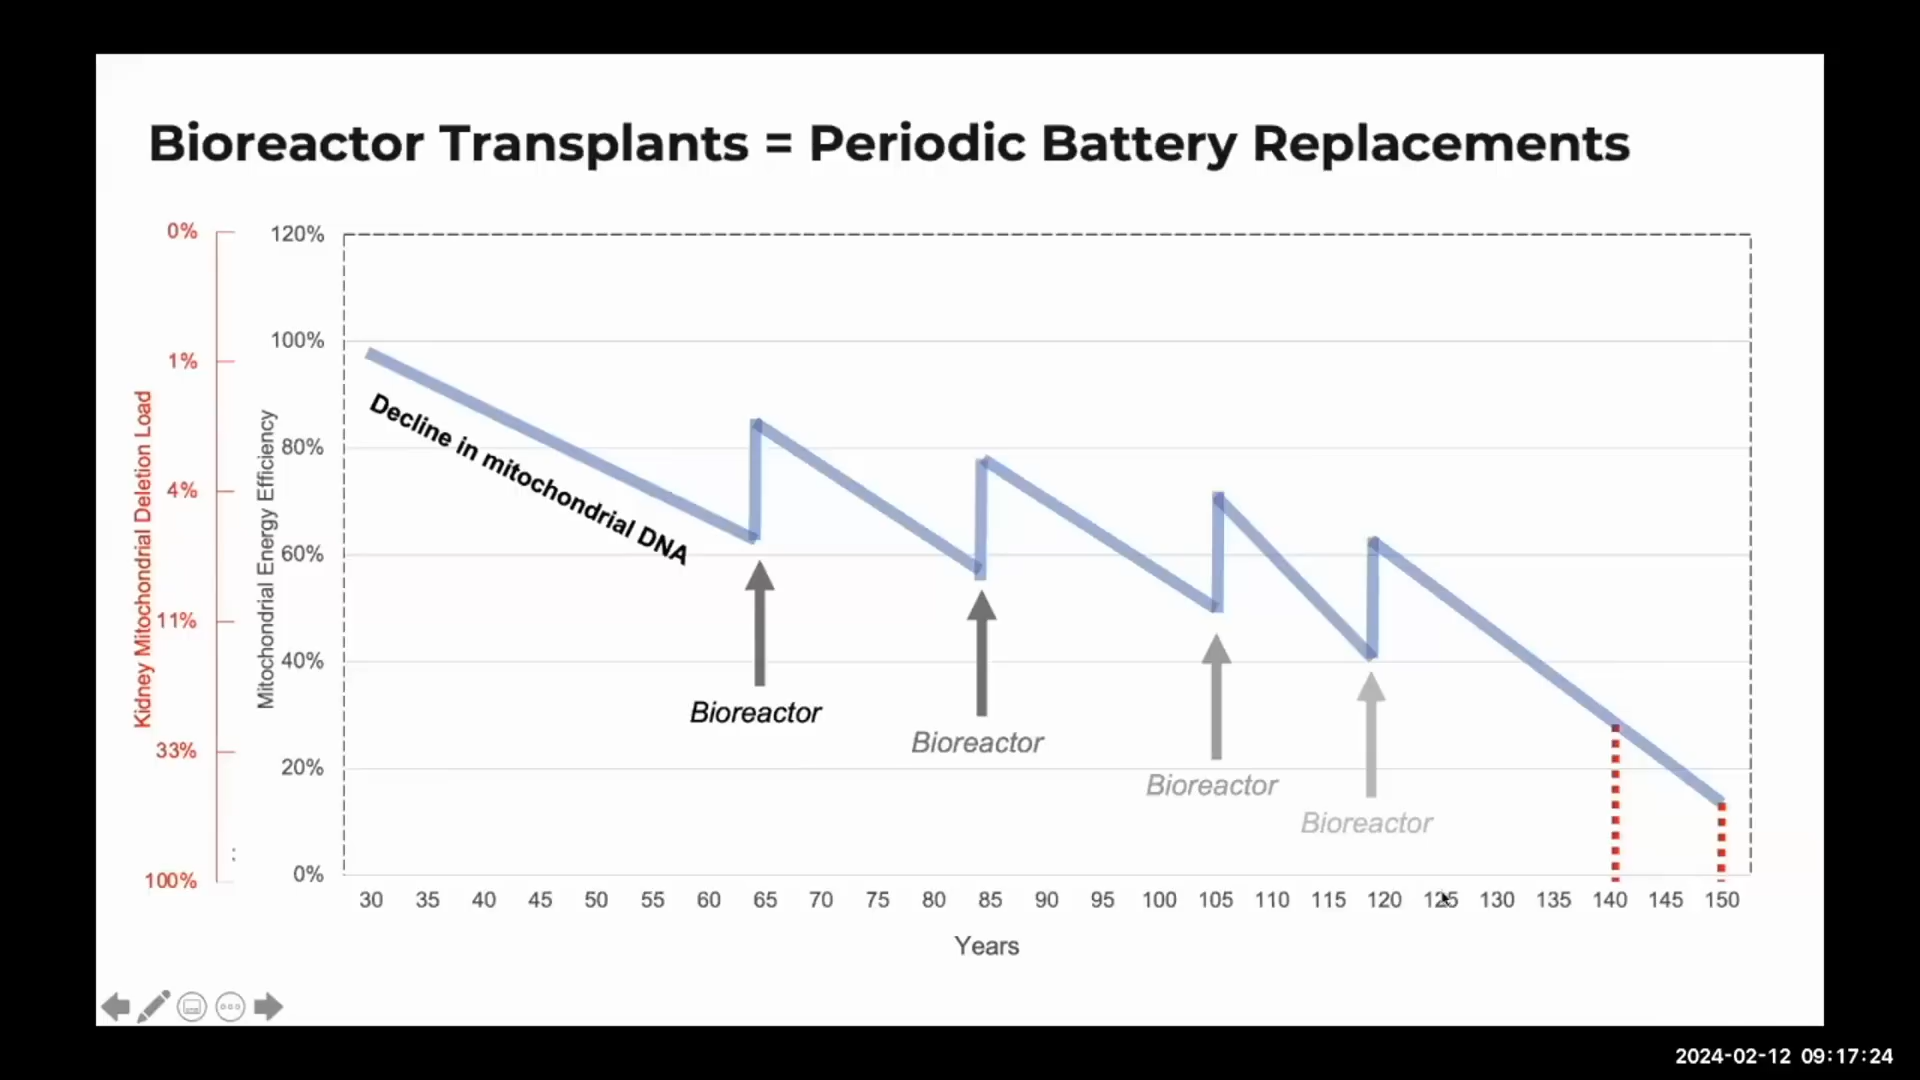 Bioreactor Transplants = Periodic Battery Replacements
Kidney Mitochondrial Deletion Load
0%
1%
4%
11%
33%
100%
Mitochondrial Energy Efficiency
120%
100%
80%
60%
40%
20%
0%
Decline in mitochondrial DNA
Bioreactor
Bioreactor
Bioreactor
Bioreactor
30 35 40 45 50 55 60 65 70 75 80 85 90 95 100 105 110 115 120 125 130 135 140 145 150
Years
2024-02-12 09:17:24